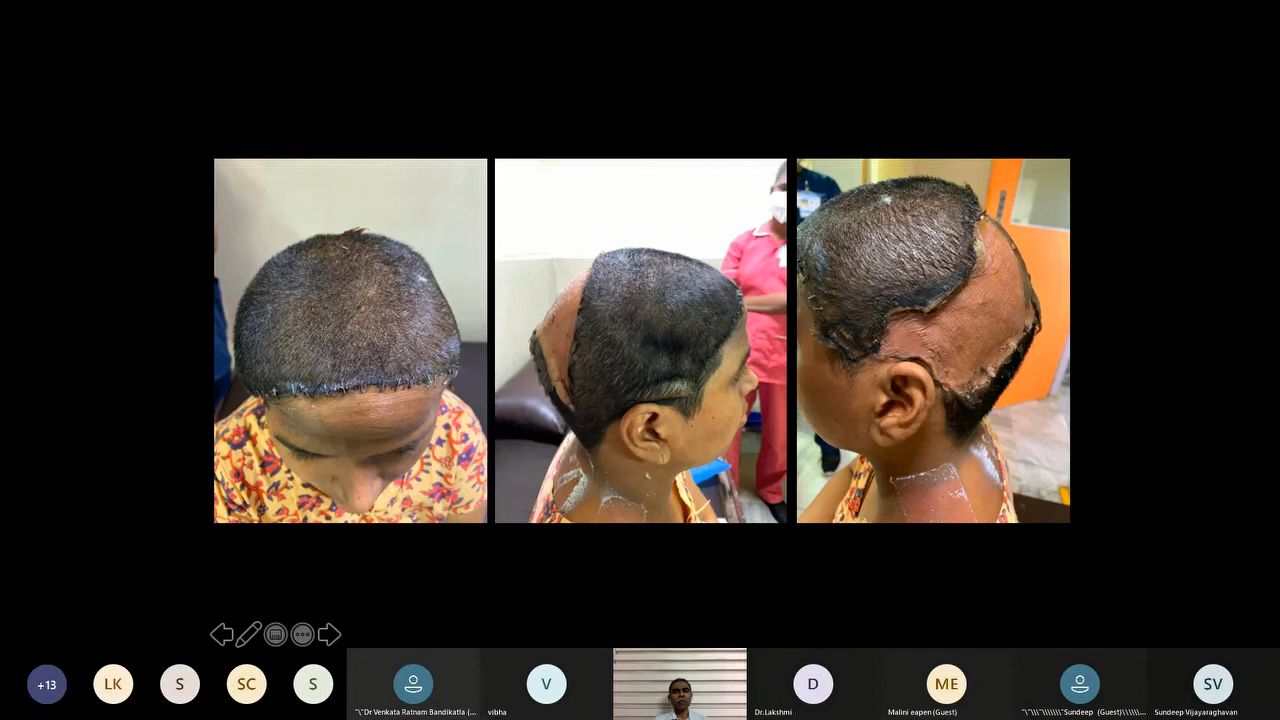 +13
LK
S
SC
S
V
D
ME
SV
"\"Dr Venkata Ratnam Bandikatla (...
vibha
Dr.Lakshmi
Malini eapen (Guest)
"\"\\\"\\\\\\\"Sundeep (Guest)\\\\\\...
Sundeep Vijayaraghavan